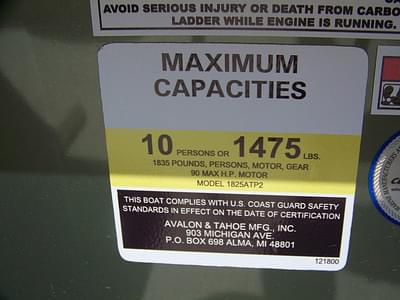 AVOID SERIOUS INJURY OR DEATH FROM CARBO
LADDER WHILE ENGINE IS RUNNING.
MAXIMUM
CAPACITIES
10 PERSONS OR 1475 LBS.
1835 POUNDS, PERSONS, MOTOR, GEAR
90 MAX H.P. MOTOR
MODEL 1825ATP2
THIS BOAT COMPLIES WITH U.S. COAST GUARD SAFETY
STANDARDS IN EFFECT ON THE DATE OF CERTIFICATION
AVALON & TAHOE MFG., INC.
903 MICHIGAN AVE.
P.O. BOX 698 ALMA, MI 48801
121800